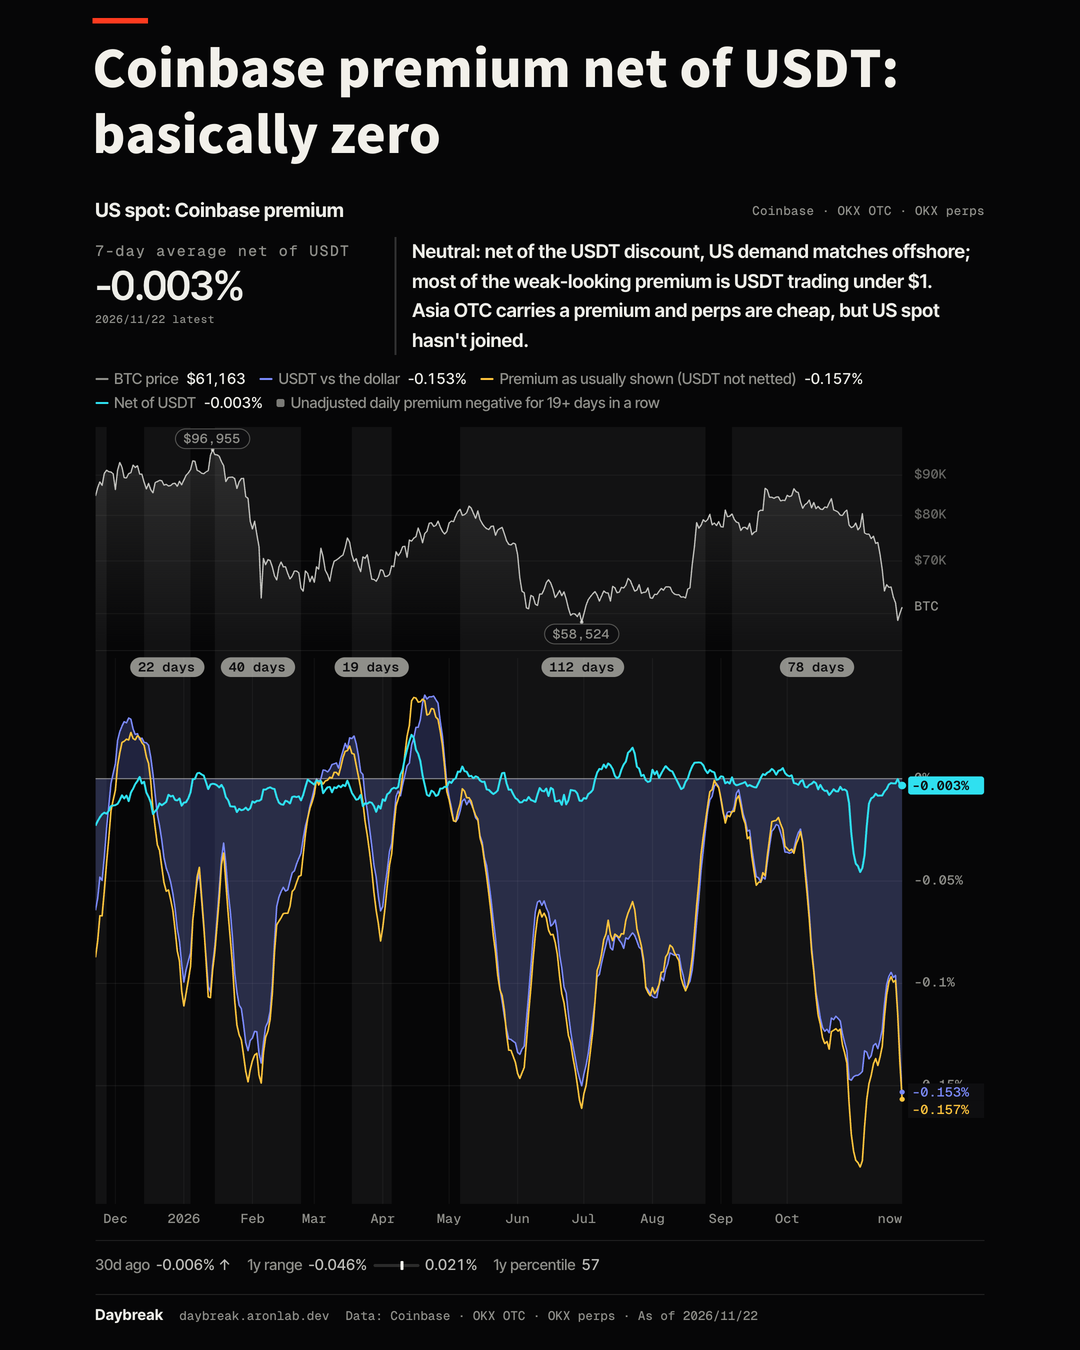 Coinbase premium net of USDT:
basically zero
US spot: Coinbase premium
Coinbase · OKX OTC · OKX perps
7-day average net of USDT
-0.003%
2026/11/22 latest
Neutral: net of the USDT discount, US demand matches offshore;
most of the weak-looking premium is USDT trading under $1.
Asia OTC carries a premium and perps are cheap, but US spot
hasn't joined.
BTC price $61,163 USDT vs the dollar -0.153% Premium as usually shown (USDT not netted) -0.157%
Net of USDT -0.003% Unadjusted daily premium negative for 19+ days in a row
$96,955
$90K
$80K
$70K
BTC
$58,524
22 days 40 days 19 days 112 days 78 days
0%
-0.003%
-0.05%
-0.1%
-0.15%
-0.153%
-0.157%
Dec 2026 Feb Mar Apr May Jun Jul Aug Sep Oct now
30d ago -0.006% ↑ 1y range -0.046% 0.021% 1y percentile 57
Daybreak daybreak.aronlab.dev Data: Coinbase · OKX OTC · OKX perps · As of 2026/11/22